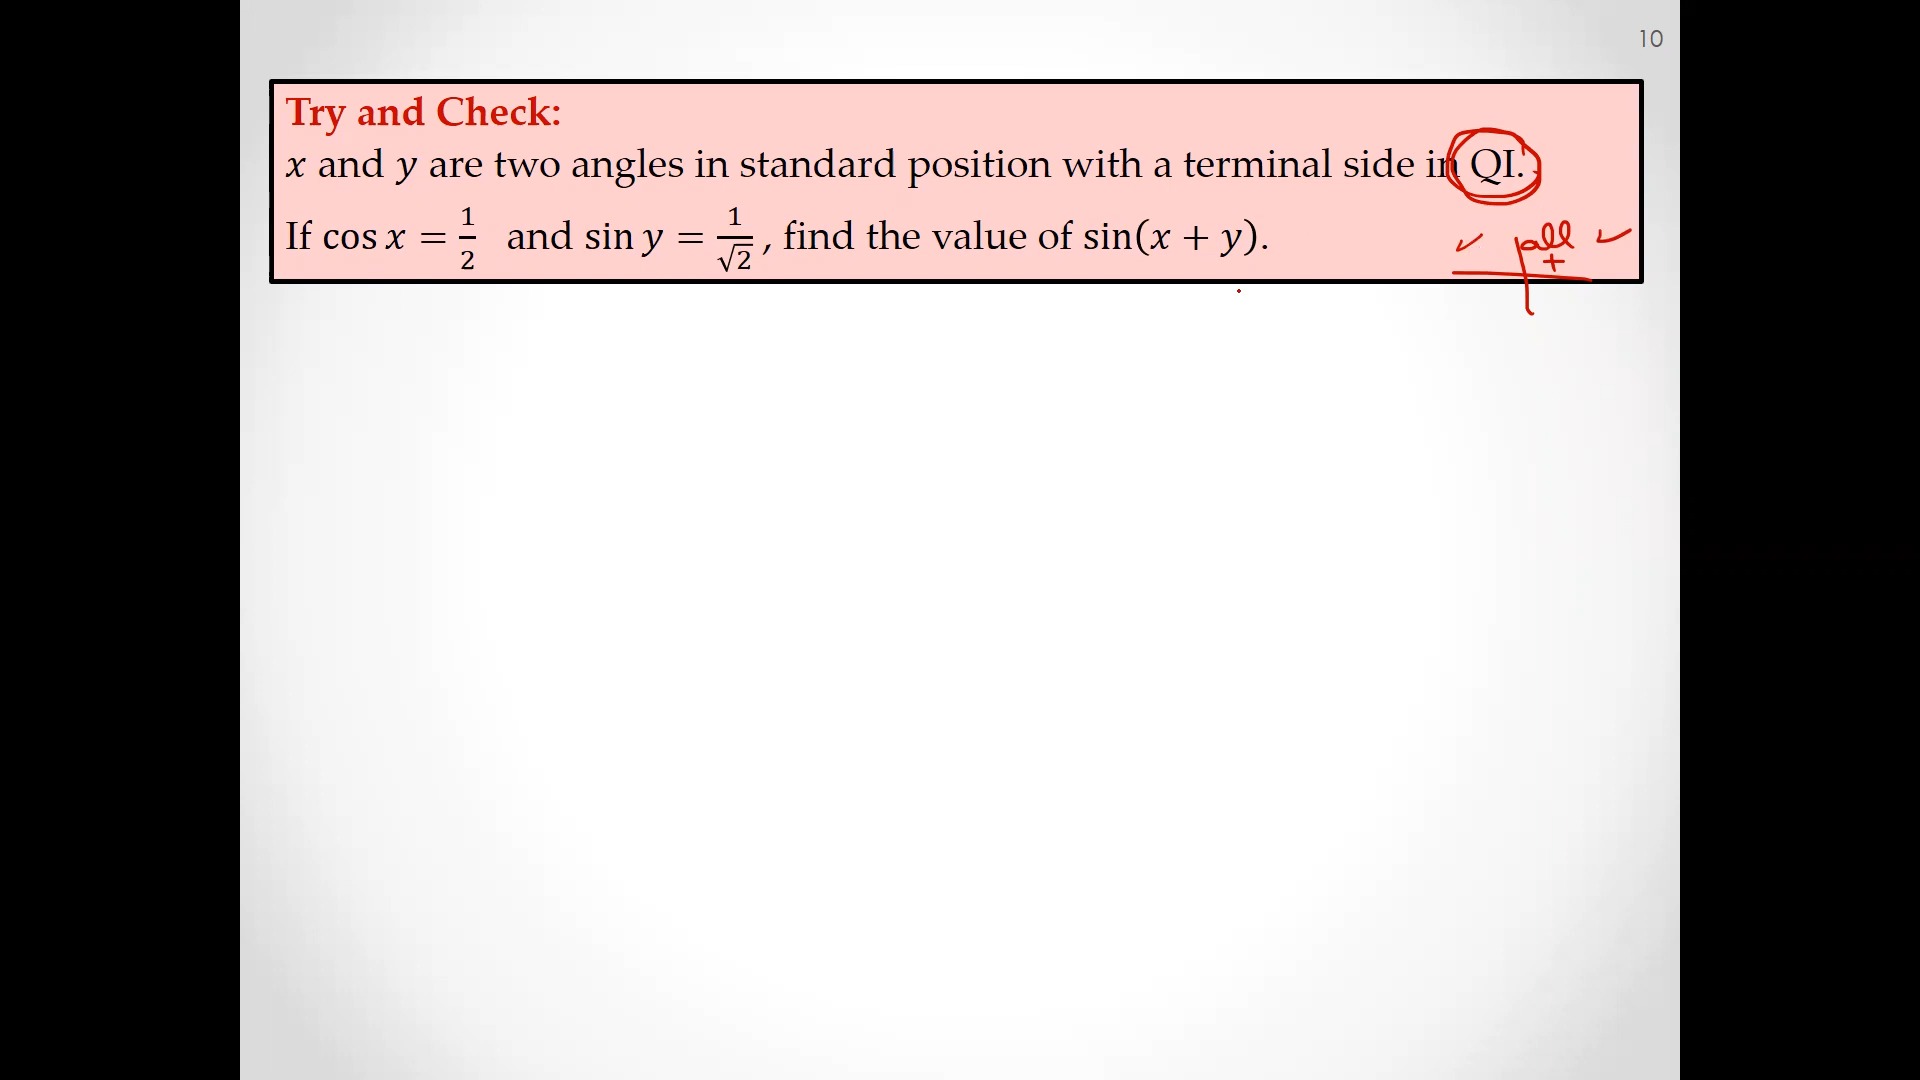 10
Try and Check:
x and y are two angles in standard position with a terminal side in QI.
If cos x = 1/2 and sin y = 1/√2 , find the value of sin(x + y).
all
+